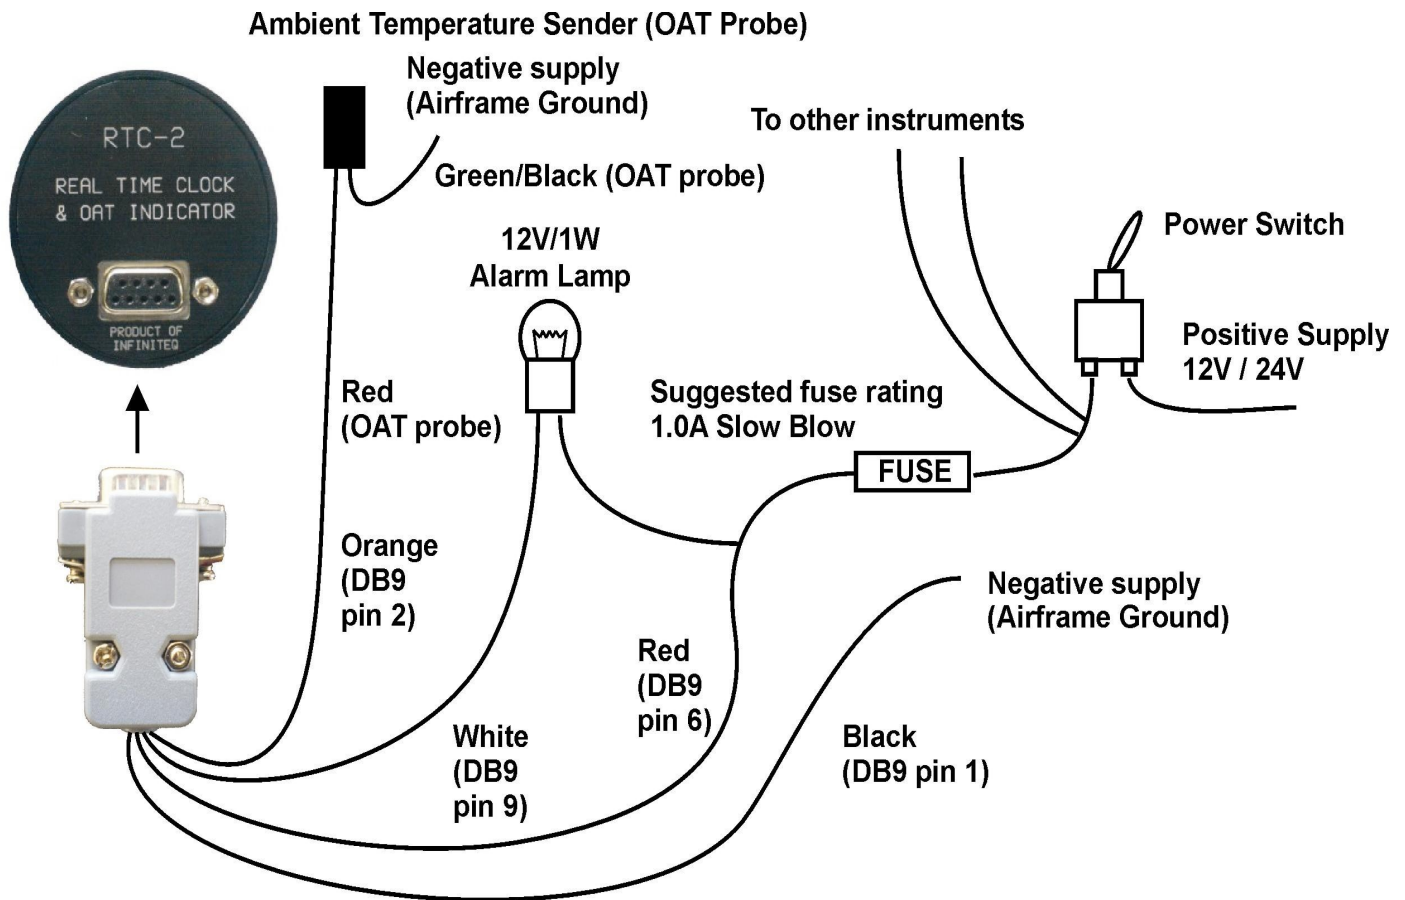 Ambient Temperature Sender (OAT Probe)
Negative supply
(Airframe Ground)
Green/Black (OAT probe)
To other instruments
RTC-2
REAL TIME CLOCK
& OAT INDICATOR
PRODUCT OF
INFINITEQ
12V/1W
Alarm Lamp
Power Switch
Positive Supply
12V / 24V
Red
(OAT probe)
Suggested fuse rating
1.0A Slow Blow
FUSE
Orange
(DB9
pin 2)
Negative supply
(Airframe Ground)
Red
(DB9
pin 6)
White
(DB9
pin 9)
Black
(DB9 pin 1)